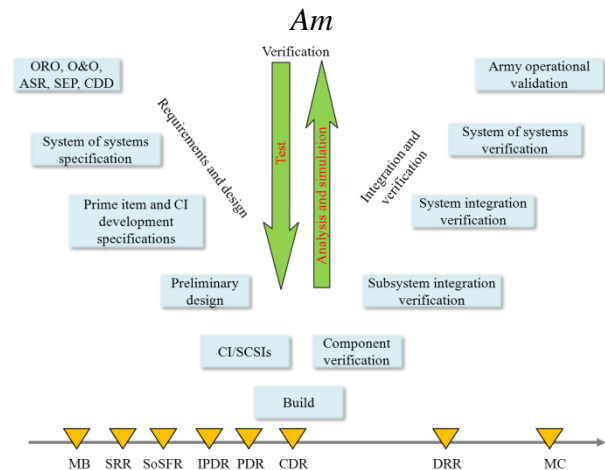 Am
Verification
ORO, O&O,
ASR, SEP, CDD
Army operational
validation
Requirements and design
Test
Analysis and simulation
Integration and
verification
System of systems
specification
System of systems
verification
Prime item and CI
development
specifications
System integration
verification
Preliminary
design
Subsystem integration
verification
CI/SCSIs
Component
verification
Build
MB SRR SoSFR IPDR PDR CDR DRR MC